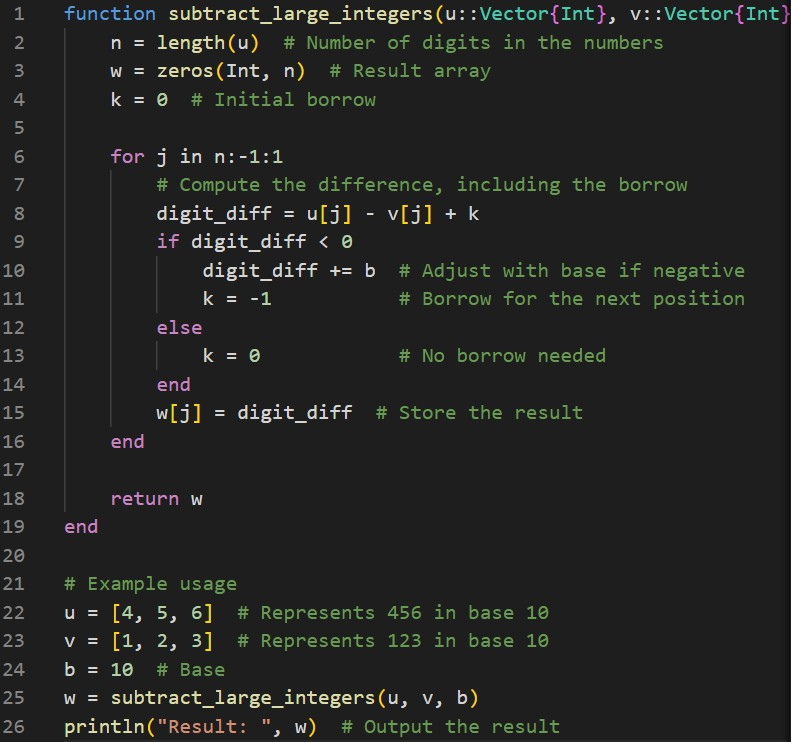 1 function subtract_large_integers(u::Vector{Int}, v::Vector{Int}
2     n = length(u)  # Number of digits in the numbers
3     w = zeros(Int, n)  # Result array
4     k = 0  # Initial borrow
5
6     for j in n:-1:1
7         # Compute the difference, including the borrow
8         digit_diff = u[j] - v[j] + k
9         if digit_diff < 0
10             digit_diff += b  # Adjust with base if negative
11             k = -1           # Borrow for the next position
12         else
13             k = 0            # No borrow needed
14         end
15         w[j] = digit_diff  # Store the result
16     end
17
18     return w
19 end
20
21 # Example usage
22 u = [4, 5, 6]  # Represents 456 in base 10
23 v = [1, 2, 3]  # Represents 123 in base 10
24 b = 10  # Base
25 w = subtract_large_integers(u, v, b)
26 println("Result: ", w)  # Output the result